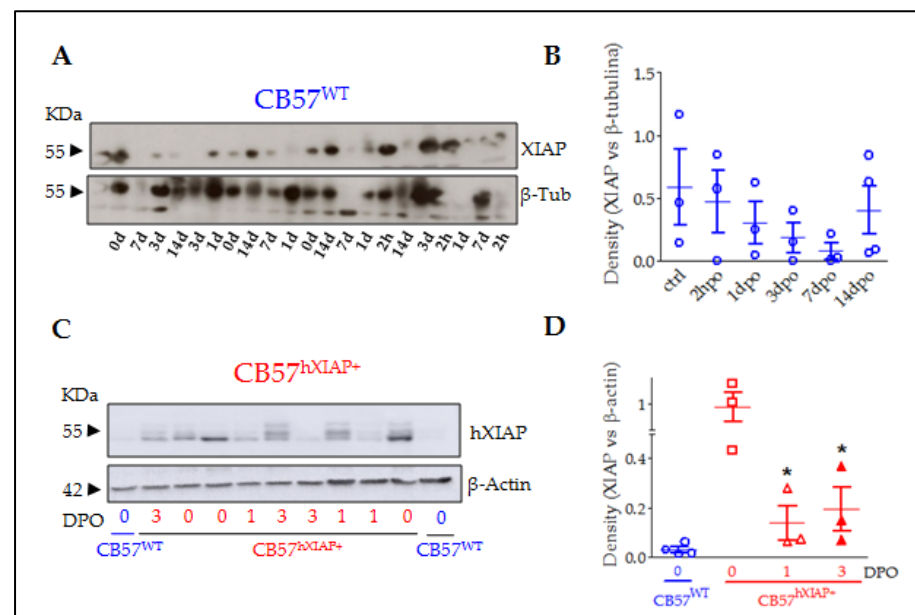 A
CB57WT
KDa
55
XIAP
55
β-Tub
0d 7d 3d 14d 3d 1d 0d 14d 7d 1d 0d 14d 7d 1d 2h 14d 3d 2h 1d 7d 2h
B
Density (XIAP vs β-tubulina)
1.5
1.0
0.5
0.0
ctrl 2hpo 1dpo 3dpo 7dpo 14dpo
C
CB57hXIAP+
KDa
55
hXIAP
42
β-Actin
DPO 0 3 0 0 1 3 3 1 1 0 0
CB57WT CB57hXIAP+ CB57WT
D
Density (XIAP vs β-actin)
1
0.4
0.2
0.0
* *
0 0 1 3 DPO
CB57WT CB57hXIAP+